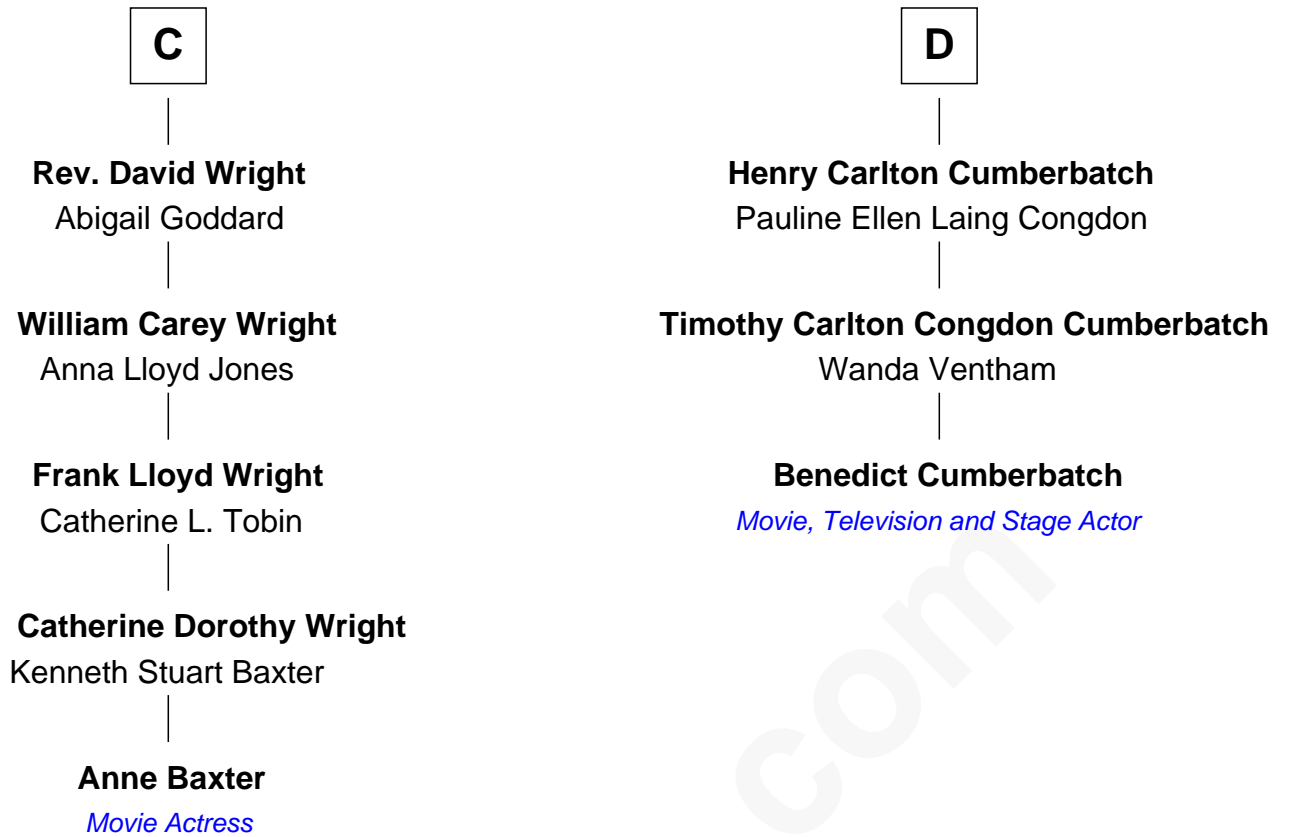 C
Rev. David Wright
Abigail Goddard
William Carey Wright
Anna Lloyd Jones
Frank Lloyd Wright
Catherine L. Tobin
Catherine Dorothy Wright
Kenneth Stuart Baxter
Anne Baxter
Movie Actress
D
Henry Carlton Cumberbatch
Pauline Ellen Laing Congdon
Timothy Carlton Congdon Cumberbatch
Wanda Ventham
Benedict Cumberbatch
Movie, Television and Stage Actor
com